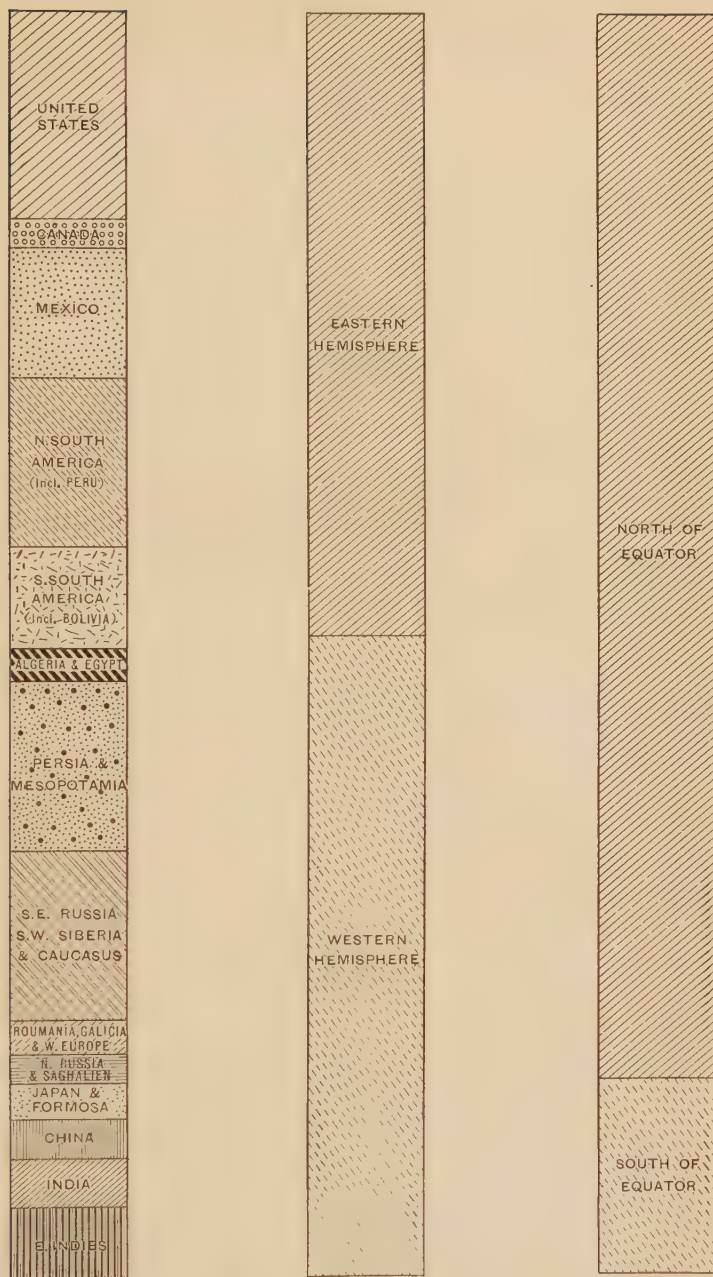 UNITED
STATES
CANADA
MEXICO
N. SOUTH
AMERICA
(Incl. PERU)
S. SOUTH
AMERICA
(Incl. BOLIVIA)
ALGERIA & EGYPT
PERSIA &
MESOPOTAMIA
S.E. RUSSIA
S.W. SIBERIA
& CAUCASUS
ROUMANIA, GALICIA
& W. EUROPE
N. RUSSIA
& SAGHALIEN
JAPAN &
FORMOSA
CHINA
INDIA
E. INDIES
EASTERN
HEMISPHERE
WESTERN
HEMISPHERE
NORTH OF
EQUATOR
SOUTH OF
EQUATOR